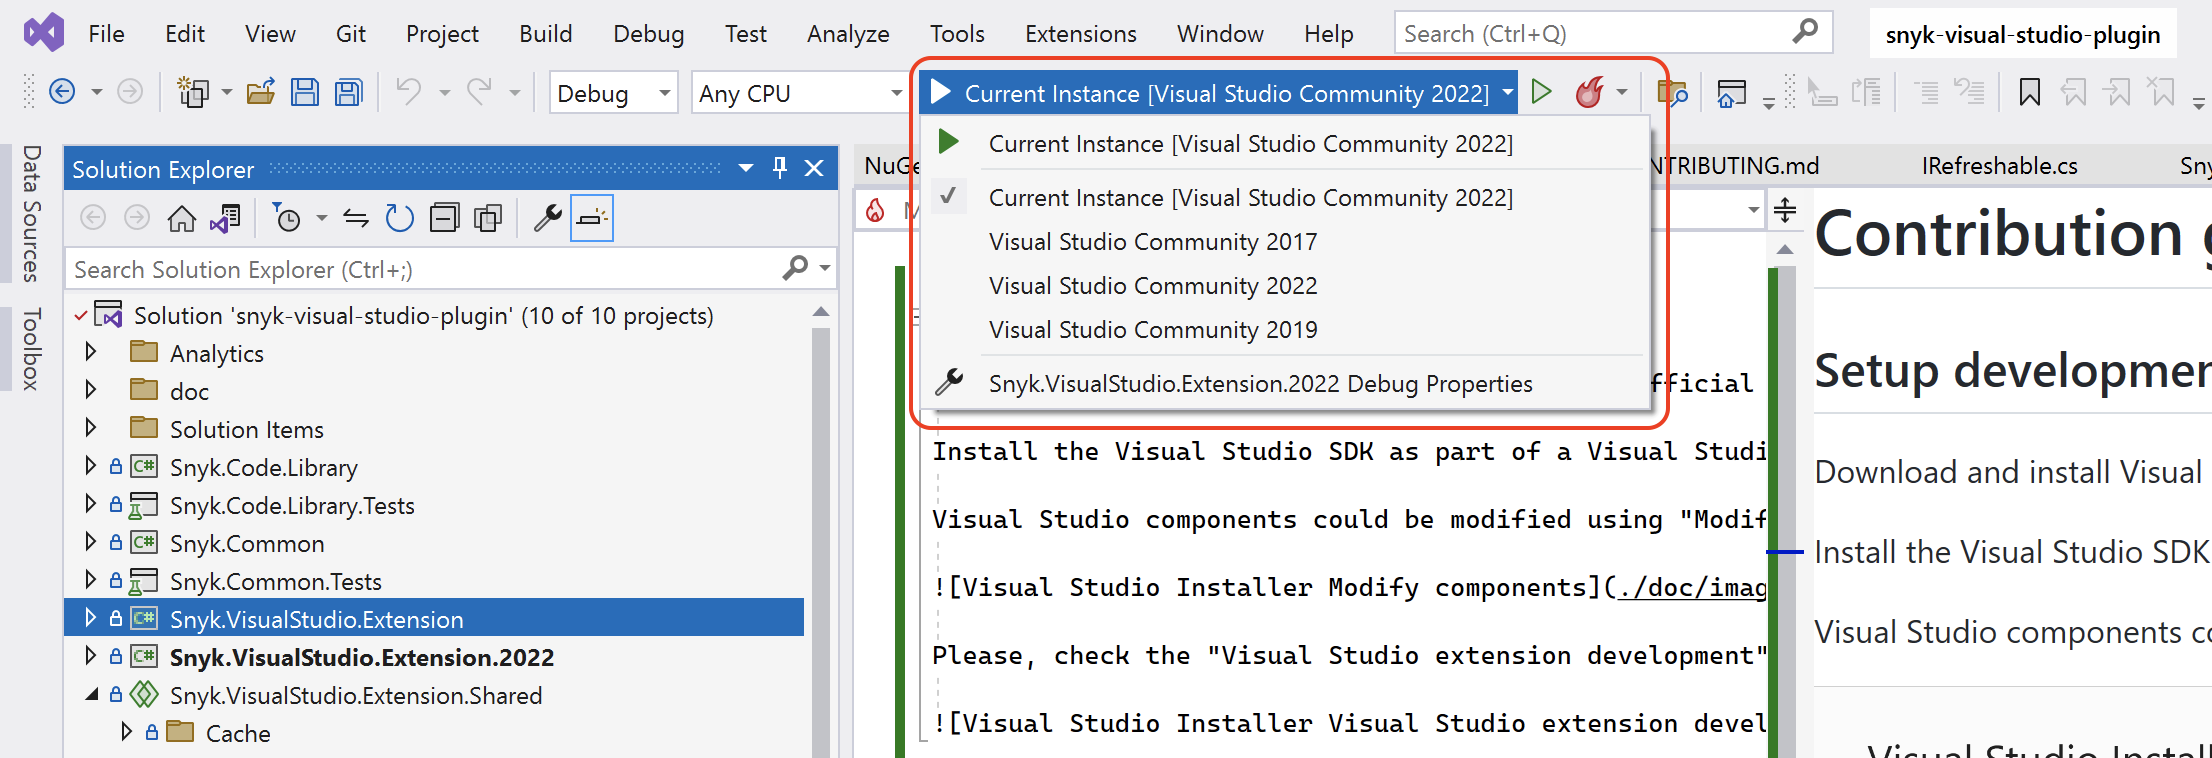 File Edit View Git Project Build Debug Test Analyze Tools Extensions Window Help Search (Ctrl+Q) snyk-visual-studio-plugin
Debug Any CPU Current Instance [Visual Studio Community 2022]
Current Instance [Visual Studio Community 2022]
Current Instance [Visual Studio Community 2022]
Visual Studio Community 2017
Visual Studio Community 2022
Visual Studio Community 2019
Snyk.VisualStudio.Extension.2022 Debug Properties
Data Sources
Toolbox
Solution Explorer
Search Solution Explorer (Ctrl+;)
Solution 'snyk-visual-studio-plugin' (10 of 10 projects)
Analytics
doc
Solution Items
Snyk.Code.Library
Snyk.Code.Library.Tests
Snyk.Common
Snyk.Common.Tests
Snyk.VisualStudio.Extension
Snyk.VisualStudio.Extension.2022
Snyk.VisualStudio.Extension.Shared
Cache
NuGe NTRIBUTING.md IRefreshable.cs Sny
M
fficial
Install the Visual Studio SDK as part of a Visual Studi
Visual Studio components could be modified using "Modif
![Visual Studio Installer Modify components](./doc/imag
Please, check the "Visual Studio extension development"
![Visual Studio Installer Visual Studio extension devel
Contribution g
Setup developmen
Download and install Visual
Install the Visual Studio SDK
Visual Studio components co
Visual Studio Install